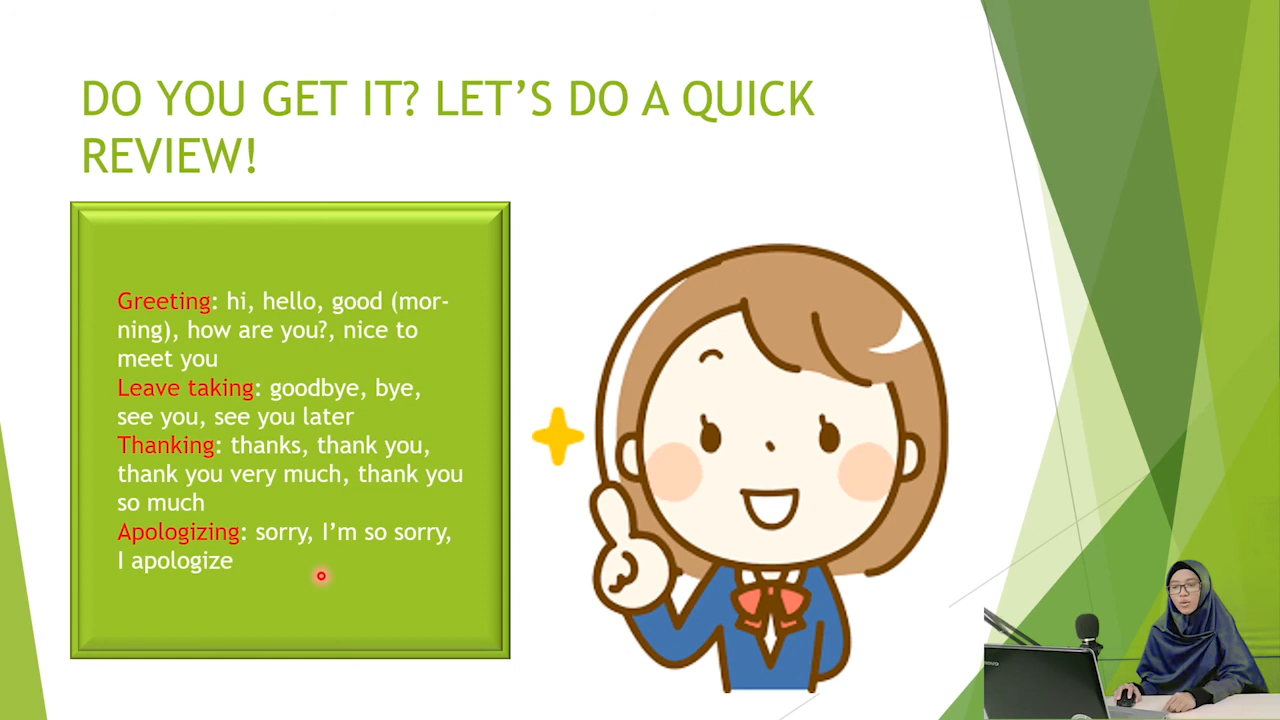 DO YOU GET IT? LET’S DO A QUICK
REVIEW!
Greeting: hi, hello, good (mor-
ning), how are you?, nice to
meet you
Leave taking: goodbye, bye,
see you, see you later
Thanking: thanks, thank you,
thank you very much, thank you
so much
Apologizing: sorry, I’m so sorry,
I apologize